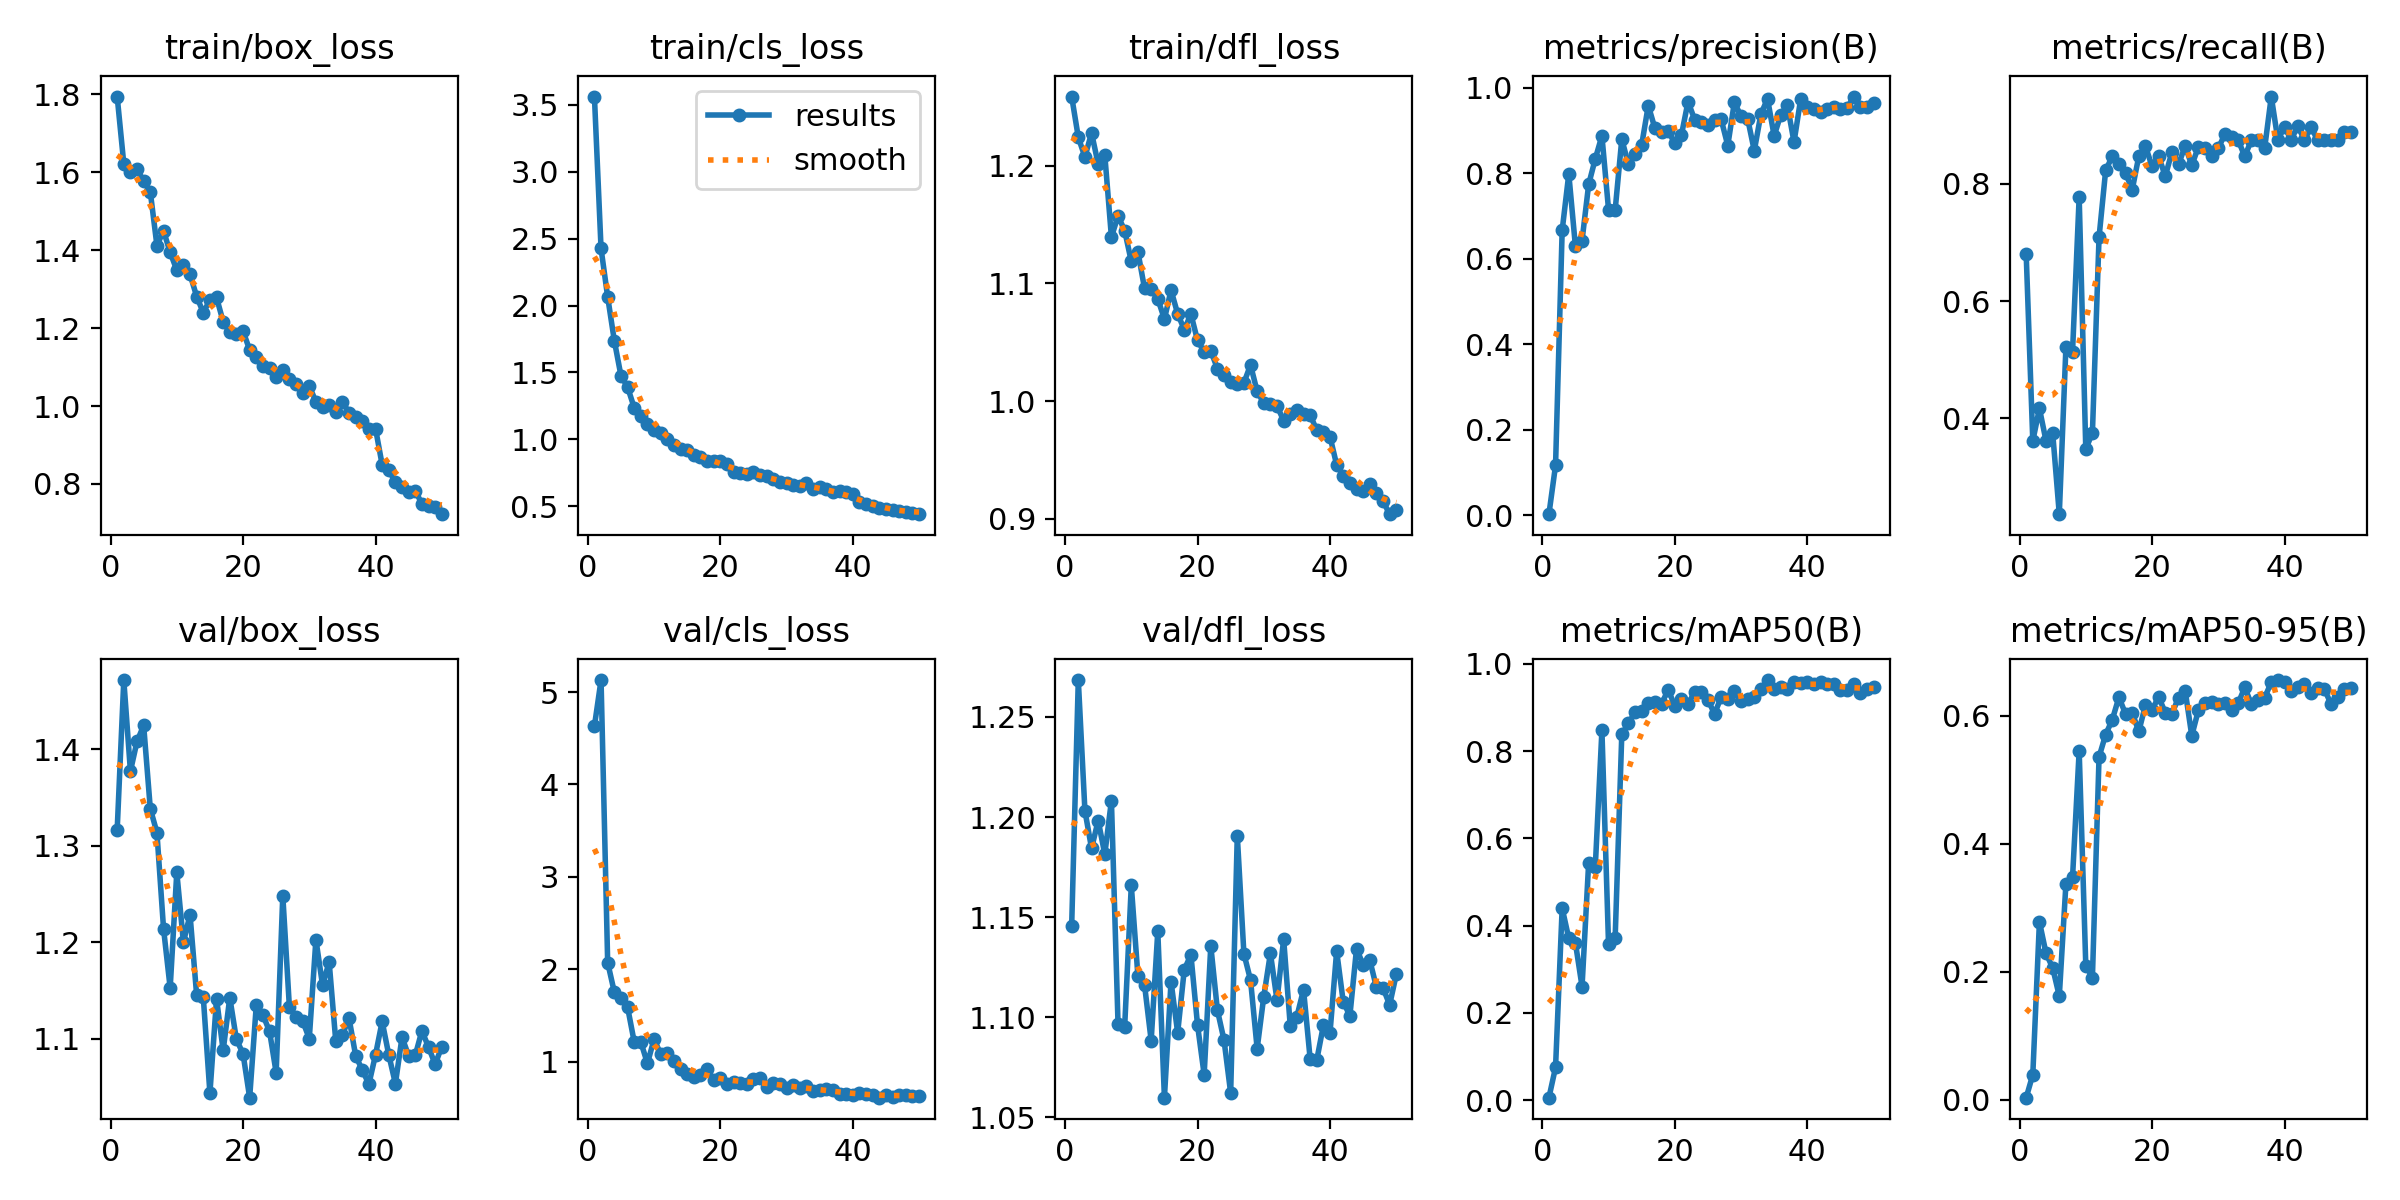 train/box_loss
1.8
1.6
1.4
1.2
1.0
0.8
0 20 40
train/cls_loss
3.5
3.0
2.5
2.0
1.5
1.0
0.5
0 20 40
results
smooth
train/dfl_loss
1.2
1.1
1.0
0.9
0 20 40
metrics/precision(B)
1.0
0.8
0.6
0.4
0.2
0.0
0 20 40
metrics/recall(B)
0.8
0.6
0.4
0 20 40
val/box_loss
1.4
1.3
1.2
1.1
0 20 40
val/cls_loss
5
4
3
2
1
0 20 40
val/dfl_loss
1.25
1.20
1.15
1.10
1.05
0 20 40
metrics/mAP50(B)
1.0
0.8
0.6
0.4
0.2
0.0
0 20 40
metrics/mAP50-95(B)
0.6
0.4
0.2
0.0
0 20 40